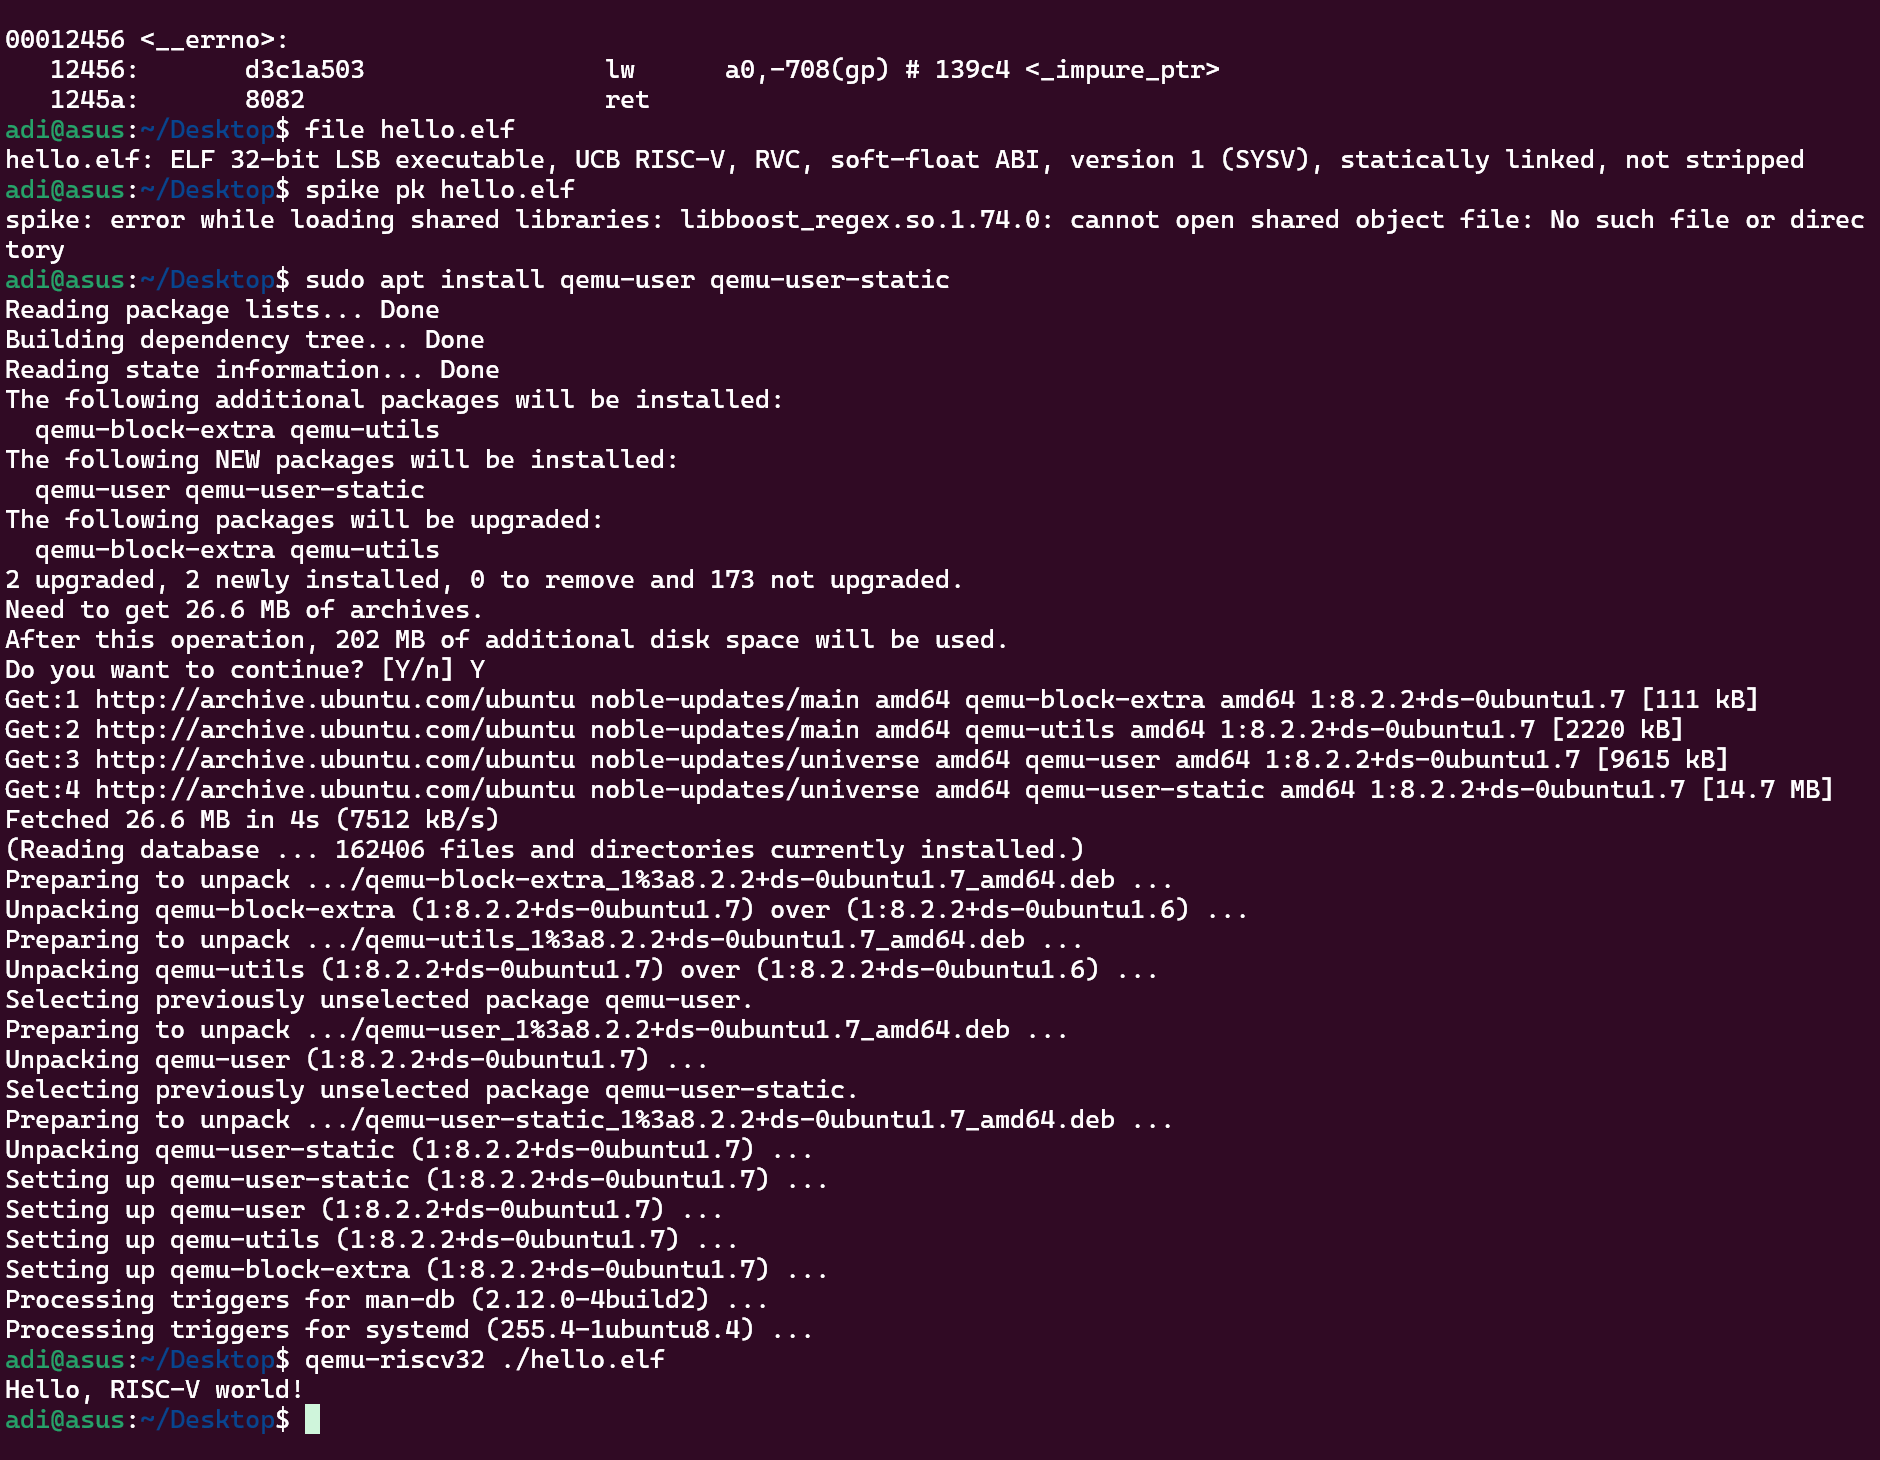 00012456 <__errno>:
   12456:       d3c1a503                lw      a0,-708(gp) # 139c4 <_impure_ptr>
   1245a:       8082                    ret
adi@asus:~/Desktop$ file hello.elf
hello.elf: ELF 32-bit LSB executable, UCB RISC-V, RVC, soft-float ABI, version 1 (SYSV), statically linked, not stripped
adi@asus:~/Desktop$ spike pk hello.elf
spike: error while loading shared libraries: libboost_regex.so.1.74.0: cannot open shared object file: No such file or direc
tory
adi@asus:~/Desktop$ sudo apt install qemu-user qemu-user-static
Reading package lists... Done
Building dependency tree... Done
Reading state information... Done
The following additional packages will be installed:
  qemu-block-extra qemu-utils
The following NEW packages will be installed:
  qemu-user qemu-user-static
The following packages will be upgraded:
  qemu-block-extra qemu-utils
2 upgraded, 2 newly installed, 0 to remove and 173 not upgraded.
Need to get 26.6 MB of archives.
After this operation, 202 MB of additional disk space will be used.
Do you want to continue? [Y/n] Y
Get:1 http://archive.ubuntu.com/ubuntu noble-updates/main amd64 qemu-block-extra amd64 1:8.2.2+ds-0ubuntu1.7 [111 kB]
Get:2 http://archive.ubuntu.com/ubuntu noble-updates/main amd64 qemu-utils amd64 1:8.2.2+ds-0ubuntu1.7 [2220 kB]
Get:3 http://archive.ubuntu.com/ubuntu noble-updates/universe amd64 qemu-user amd64 1:8.2.2+ds-0ubuntu1.7 [9615 kB]
Get:4 http://archive.ubuntu.com/ubuntu noble-updates/universe amd64 qemu-user-static amd64 1:8.2.2+ds-0ubuntu1.7 [14.7 MB]
Fetched 26.6 MB in 4s (7512 kB/s)
(Reading database ... 162406 files and directories currently installed.)
Preparing to unpack .../qemu-block-extra_1%3a8.2.2+ds-0ubuntu1.7_amd64.deb ...
Unpacking qemu-block-extra (1:8.2.2+ds-0ubuntu1.7) over (1:8.2.2+ds-0ubuntu1.6) ...
Preparing to unpack .../qemu-utils_1%3a8.2.2+ds-0ubuntu1.7_amd64.deb ...
Unpacking qemu-utils (1:8.2.2+ds-0ubuntu1.7) over (1:8.2.2+ds-0ubuntu1.6) ...
Selecting previously unselected package qemu-user.
Preparing to unpack .../qemu-user_1%3a8.2.2+ds-0ubuntu1.7_amd64.deb ...
Unpacking qemu-user (1:8.2.2+ds-0ubuntu1.7) ...
Selecting previously unselected package qemu-user-static.
Preparing to unpack .../qemu-user-static_1%3a8.2.2+ds-0ubuntu1.7_amd64.deb ...
Unpacking qemu-user-static (1:8.2.2+ds-0ubuntu1.7) ...
Setting up qemu-user-static (1:8.2.2+ds-0ubuntu1.7) ...
Setting up qemu-user (1:8.2.2+ds-0ubuntu1.7) ...
Setting up qemu-utils (1:8.2.2+ds-0ubuntu1.7) ...
Setting up qemu-block-extra (1:8.2.2+ds-0ubuntu1.7) ...
Processing triggers for man-db (2.12.0-4build2) ...
Processing triggers for systemd (255.4-1ubuntu8.4) ...
adi@asus:~/Desktop$ qemu-riscv32 ./hello.elf
Hello, RISC-V world!
adi@asus:~/Desktop$